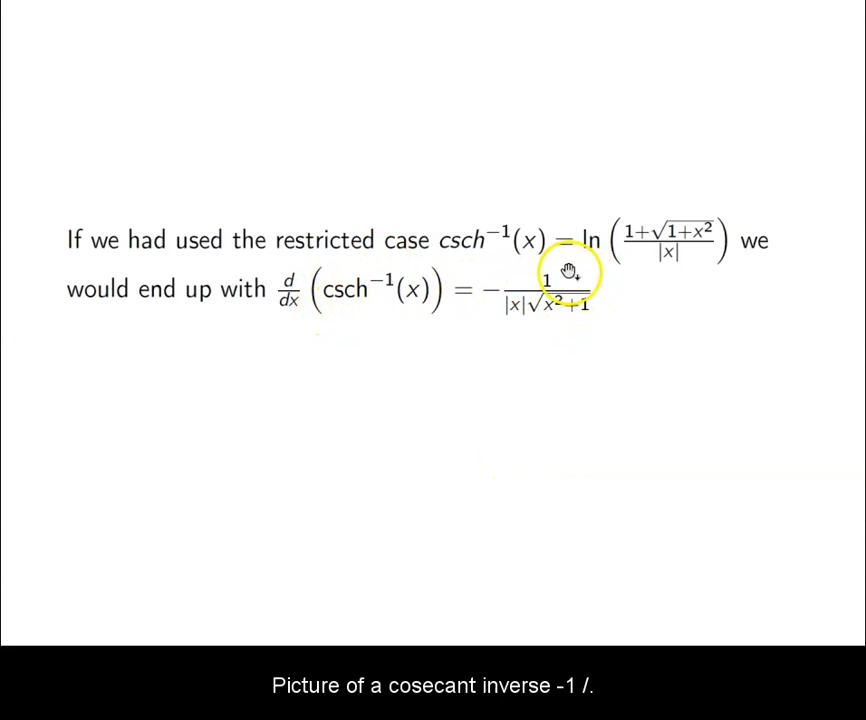 If we had used the restricted case csch⁻¹(x) = ln((1+√(1+x²))/|x|) we
would end up with d/dx (csch⁻¹(x)) = −1/(|x|√(x²+1))
Picture of a cosecant inverse -1 /.